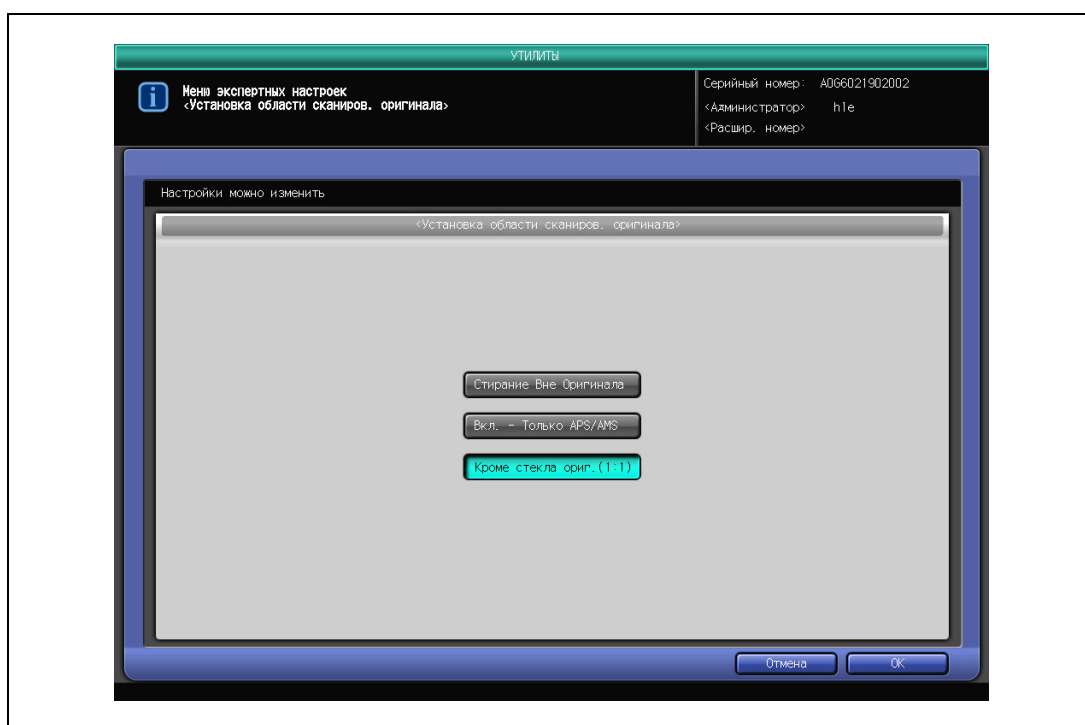 УТИЛИТЫ
Меню экспертных настроек
<Установка области сканиров. оригинала>
Серийный номер: A0G6021902002
<Администратор> hle
<Расшир. номер>
Настройки можно изменить
<Установка области сканиров. оригинала>
Стирание Вне Оригинала
Вкл. - Только APS/AMS
Кроме стекла ориг.(1:1)
Отмена
OK